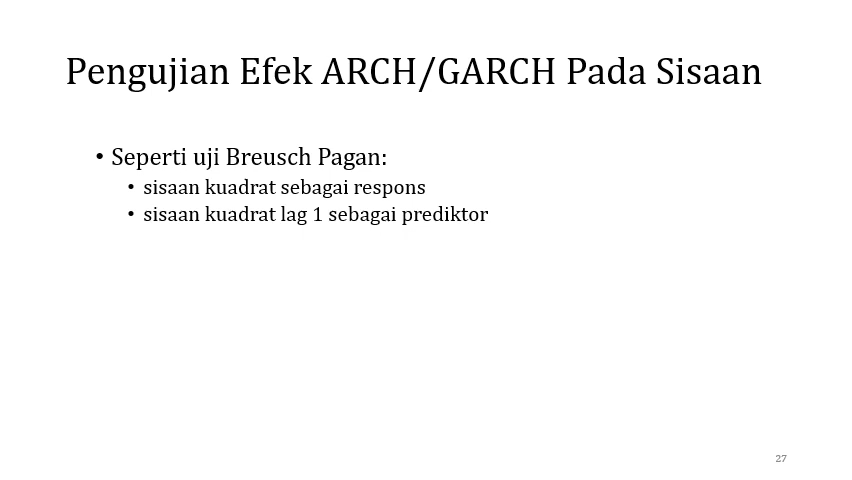 Pengujian Efek ARCH/GARCH Pada Sisaan
• Seperti uji Breusch Pagan:
• sisaan kuadrat sebagai respons
• sisaan kuadrat lag 1 sebagai prediktor
27